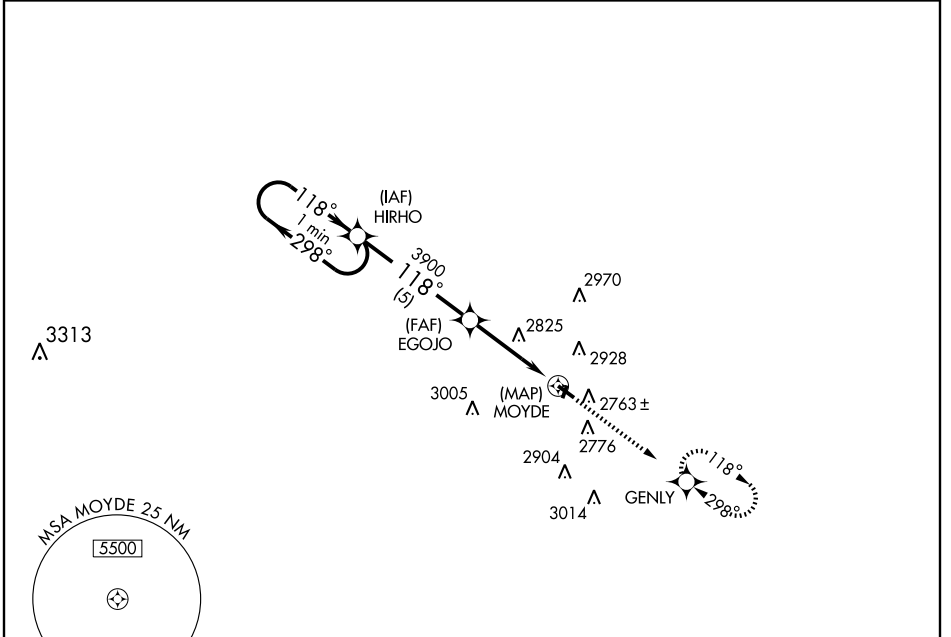 118°
1 min
298°
(IAF)
HIRHO
3900
118°
(5)
(FAF)
EGOJO
2970
2825
2928
3313
3005
(MAP)
MOYDE
2763 ±
2776
2904
3014
GENLY
118°
298°
MSA MOYDE 25 NM
5500